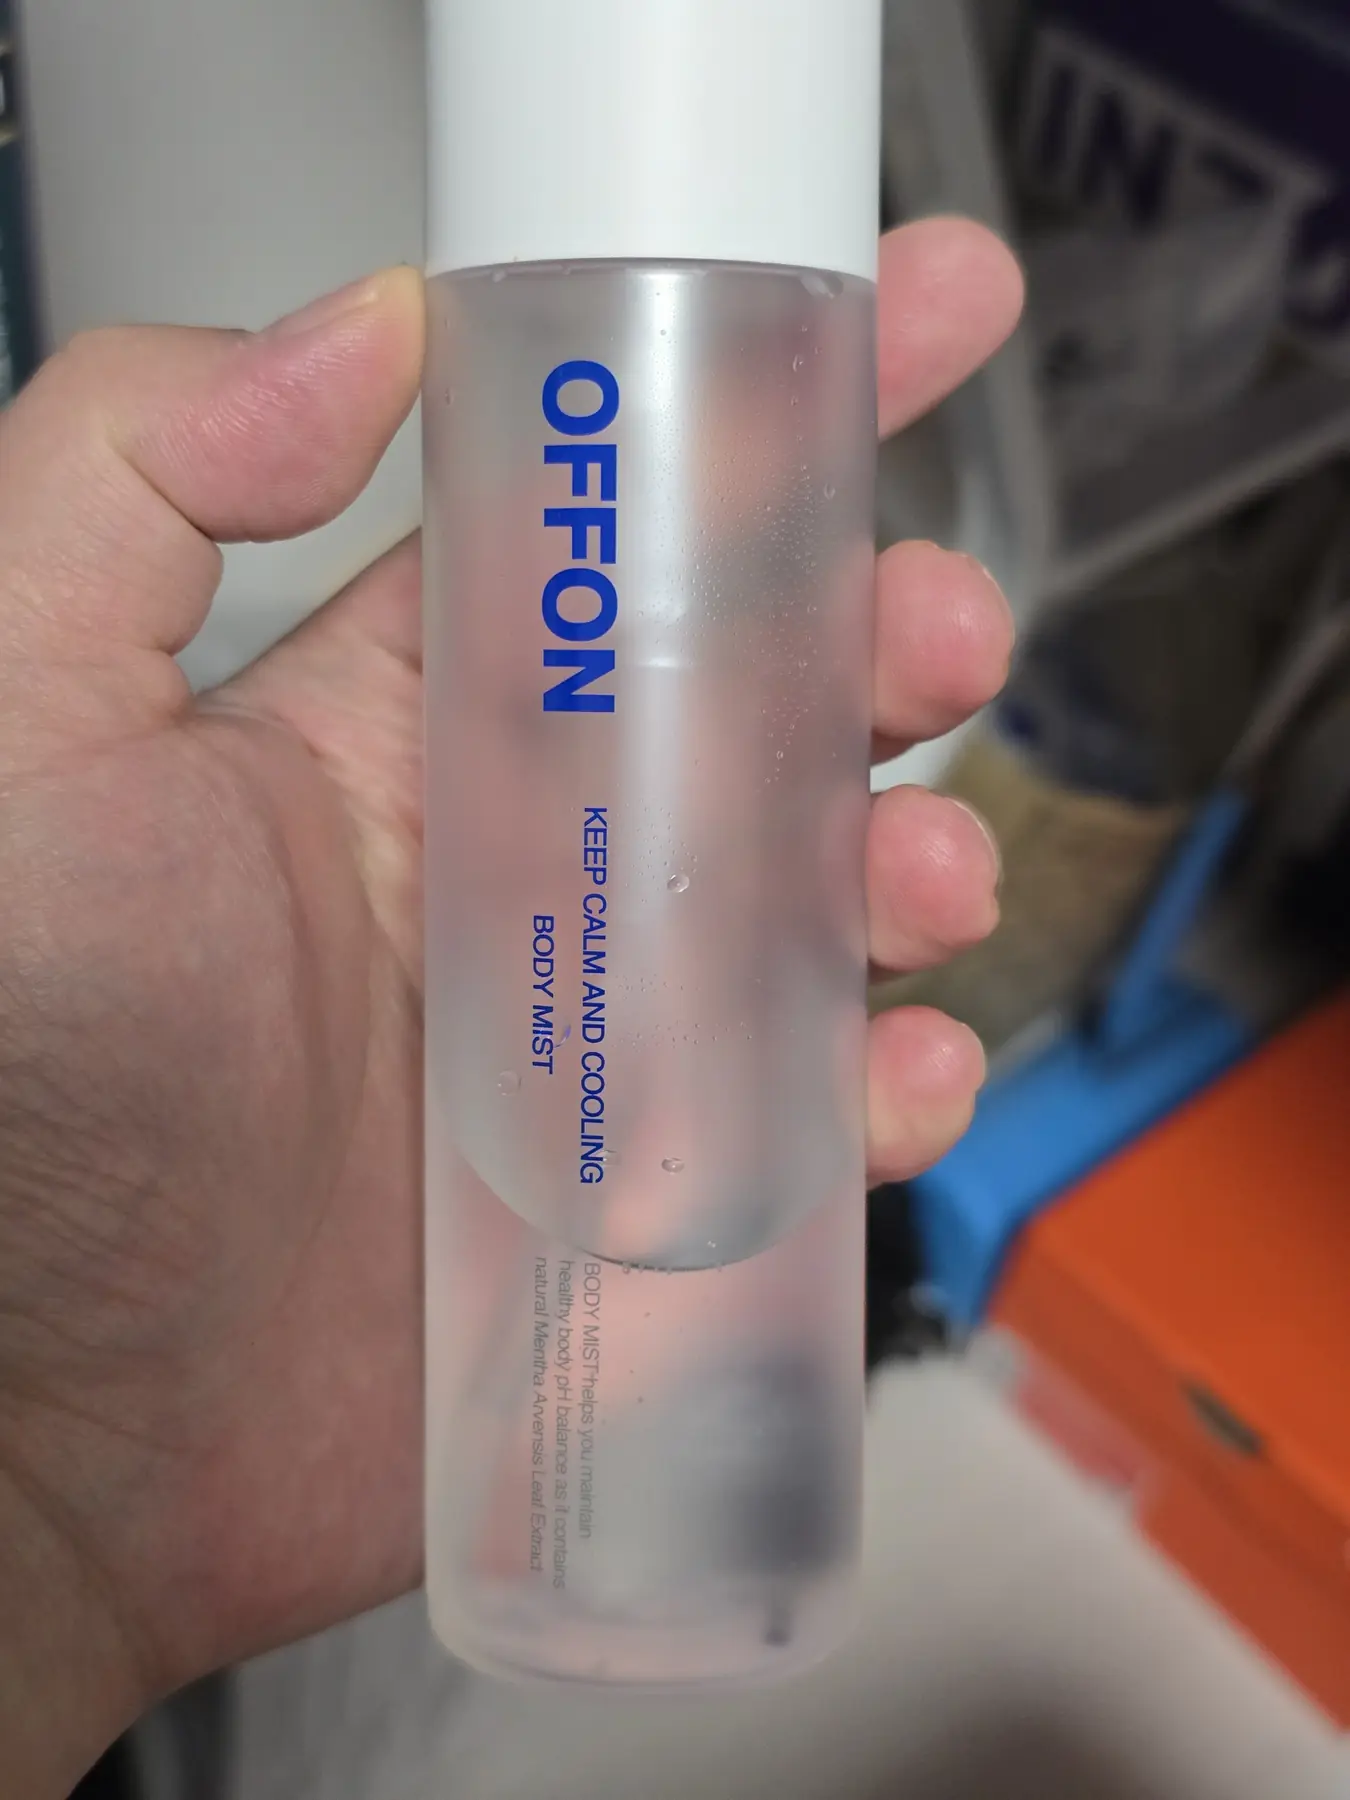 OFFON
KEEP CALM AND COOLING
BODY MIST
BODY MIST helps you maintain
healthy body pH balance as it contains
natural Mentha Arvensis Leaf Extract
IN